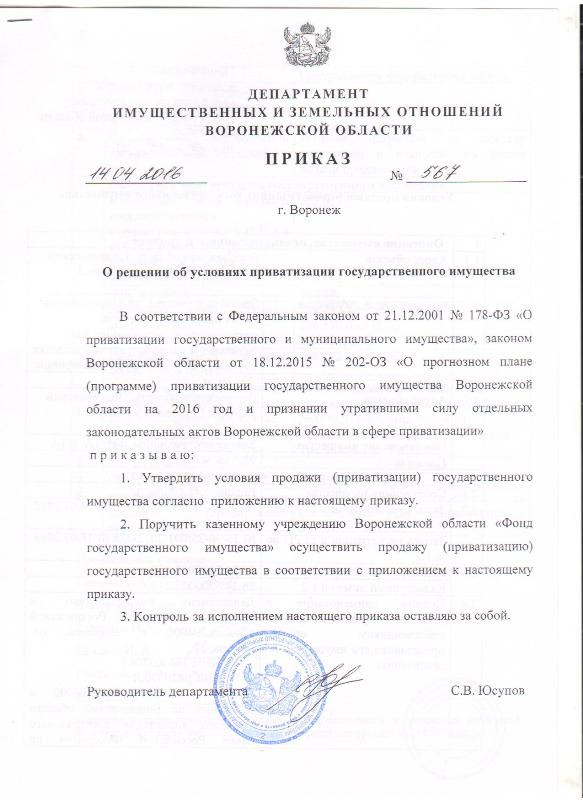 ДЕПАРТАМЕНТ
ИМУЩЕСТВЕННЫХ И ЗЕМЕЛЬНЫХ ОТНОШЕНИЙ
ВОРОНЕЖСКОЙ ОБЛАСТИ
ПРИКАЗ
14 04 2016 № 567
г. Воронеж
О решении об условиях приватизации государственного имущества
В соответствии с Федеральным законом от 21.12.2001 № 178-ФЗ «О
приватизации государственного и муниципального имущества», законом
Воронежской области от 18.12.2015 № 202-ОЗ «О прогнозном плане
(программе) приватизации государственного имущества Воронежской
области на 2016 год и признании утратившими силу отдельных
законодательных актов Воронежской области в сфере приватизации»
п р и к а з ы в а ю:
1. Утвердить условия продажи (приватизации) государственного
имущества согласно приложению к настоящему приказу.
2. Поручить казенному учреждению Воронежской области «Фонд
государственного имущества» осуществить продажу (приватизацию)
государственного имущества в соответствии с приложением к настоящему
приказу.
3. Контроль за исполнением настоящего приказа оставляю за собой.
Руководитель департамента С.В. Юсупов